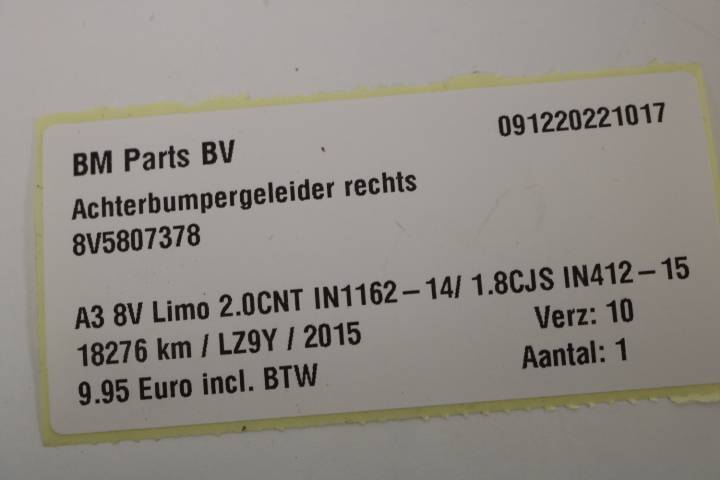 BM Parts BV 091220221017
Achterbumpergeleider rechts
8V5807378
A3 8V Limo 2.0CNT IN1162-14/ 1.8CJS IN412-15
18276 km / LZ9Y / 2015 Verz: 10
9.95 Euro incl. BTW Aantal: 1